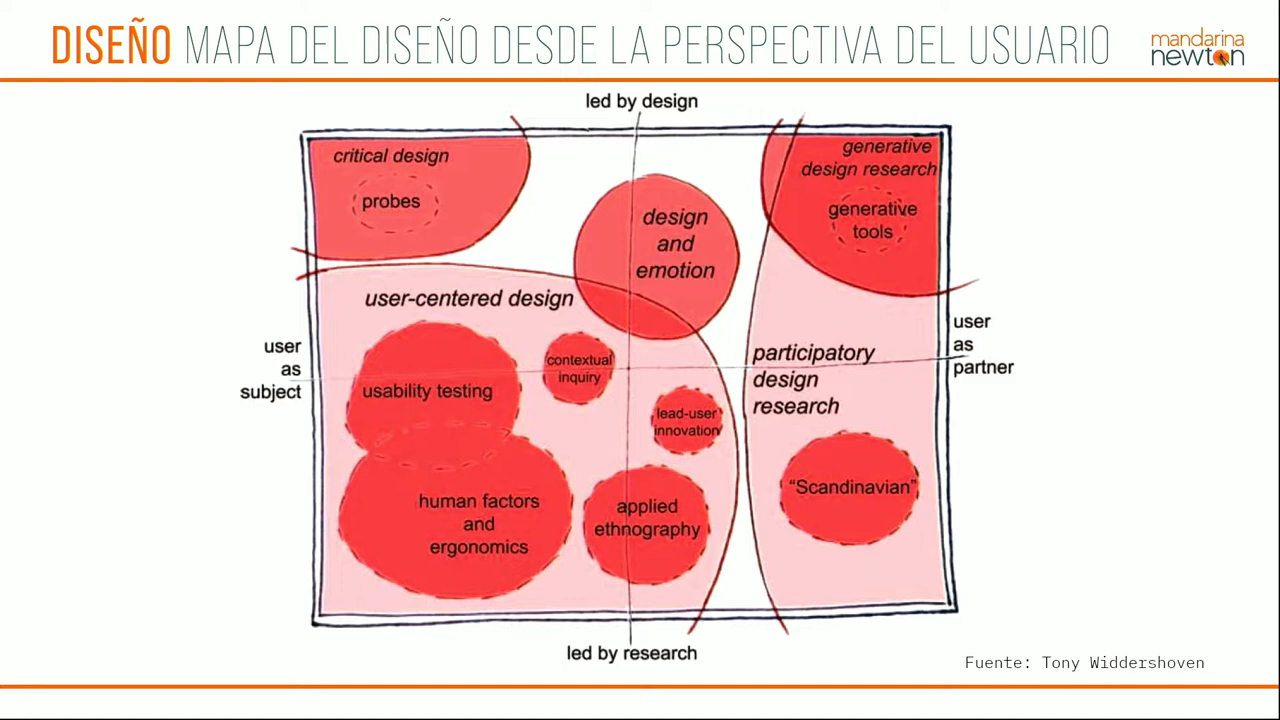 DISEÑO MAPA DEL DISEÑO DESDE LA PERSPECTIVA DEL USUARIO
mandarina
newton
led by design
critical design
probes
generative
design research
generative
tools
design
and
emotion
user-centered design
user
as
subject
user
as
partner
contextual
inquiry
usability testing
participatory
design
research
lead-user
innovation
human factors
and
ergonomics
applied
ethnography
“Scandinavian”
led by research
Fuente: Tony Widdershoven